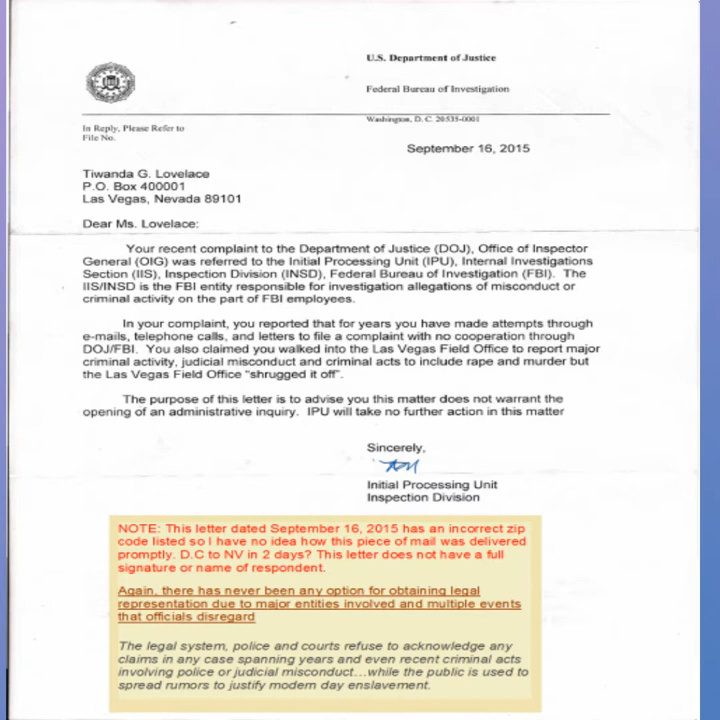 U.S. Department of Justice
Federal Bureau of Investigation
Washington, D. C. 20535-0001
In Reply, Please Refer to
File No.
September 16, 2015
Tiwanda G. Lovelace
P.O. Box 400001
Las Vegas, Nevada 89101
Dear Ms. Lovelace:
Your recent complaint to the Department of Justice (DOJ), Office of Inspector
General (OIG) was referred to the Initial Processing Unit (IPU), Internal Investigations
Section (IIS), Inspection Division (INSD), Federal Bureau of Investigation (FBI). The
IIS/INSD is the FBI entity responsible for investigation allegations of misconduct or
criminal activity on the part of FBI employees.
In your complaint, you reported that for years you have made attempts through
e-mails, telephone calls, and letters to file a complaint with no cooperation through
DOJ/FBI. You also claimed you walked into the Las Vegas Field Office to report major
criminal activity, judicial misconduct and criminal acts to include rape and murder but
the Las Vegas Field Office "shrugged it off".
The purpose of this letter is to advise you this matter does not warrant the
opening of an administrative inquiry. IPU will take no further action in this matter
Sincerely,
Initial Processing Unit
Inspection Division
NOTE: This letter dated September 16, 2015 has an incorrect zip
code listed so I have no idea how this piece of mail was delivered
promptly. D.C to NV in 2 days? This letter does not have a full
signature or name of respondent.
Again, there has never been any option for obtaining legal
representation due to major entities involved and multiple events
that officials disregard
The legal system, police and courts refuse to acknowledge any
claims in any case spanning years and even recent criminal acts
involving police or judicial misconduct…while the public is used to
spread rumors to justify modern day enslavement.